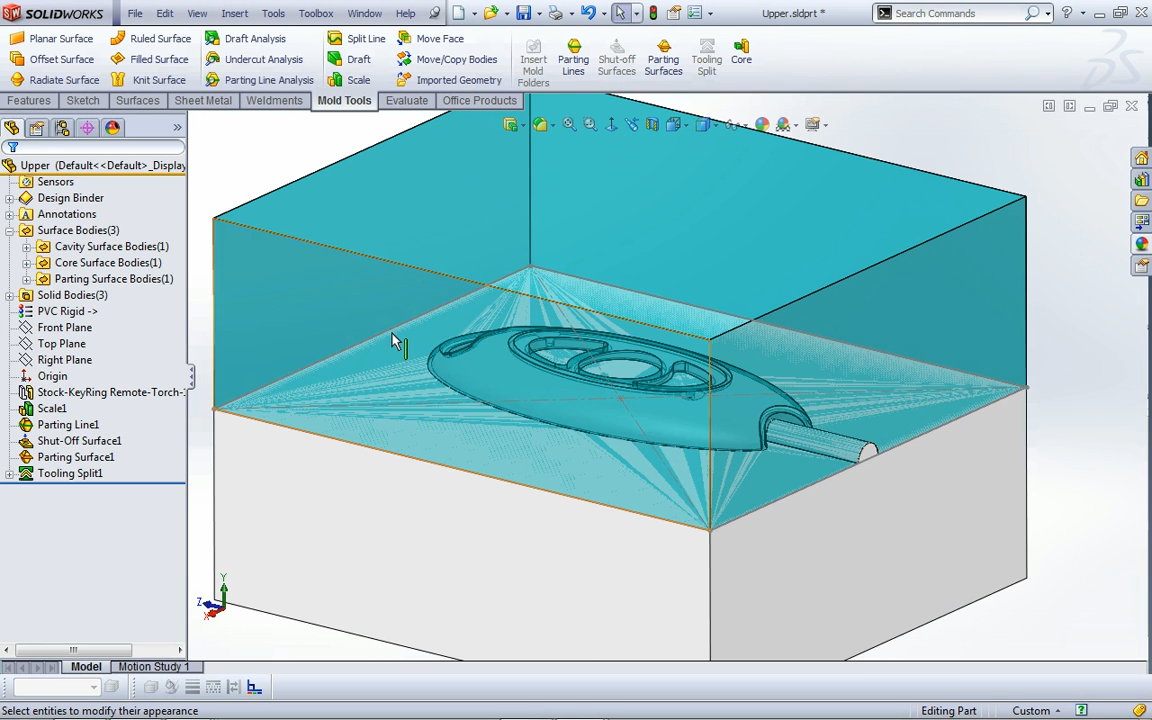 SOLIDWORKS File Edit View Insert Tools Toolbox Window Help Upper.sldprt * Search Commands
Planar Surface Ruled Surface Draft Analysis Split Line Move Face
Offset Surface Filled Surface Undercut Analysis Draft Move/Copy Bodies
Radiate Surface Knit Surface Parting Line Analysis Scale Imported Geometry
Insert Mold Folders Parting Lines Shut-off Surfaces Parting Surfaces Tooling Split Core
Features Sketch Surfaces Sheet Metal Weldments Mold Tools Evaluate Office Products
Upper (Default<<Default>_Display
Sensors
Design Binder
Annotations
Surface Bodies(3)
Cavity Surface Bodies(1)
Core Surface Bodies(1)
Parting Surface Bodies(1)
Solid Bodies(3)
PVC Rigid ->
Front Plane
Top Plane
Right Plane
Origin
Stock-KeyRing Remote-Torch-
Scale1
Parting Line1
Shut-Off Surface1
Parting Surface1
Tooling Split1
Y
Z
X
Model Motion Study 1
Select entities to modify their appearance Editing Part Custom